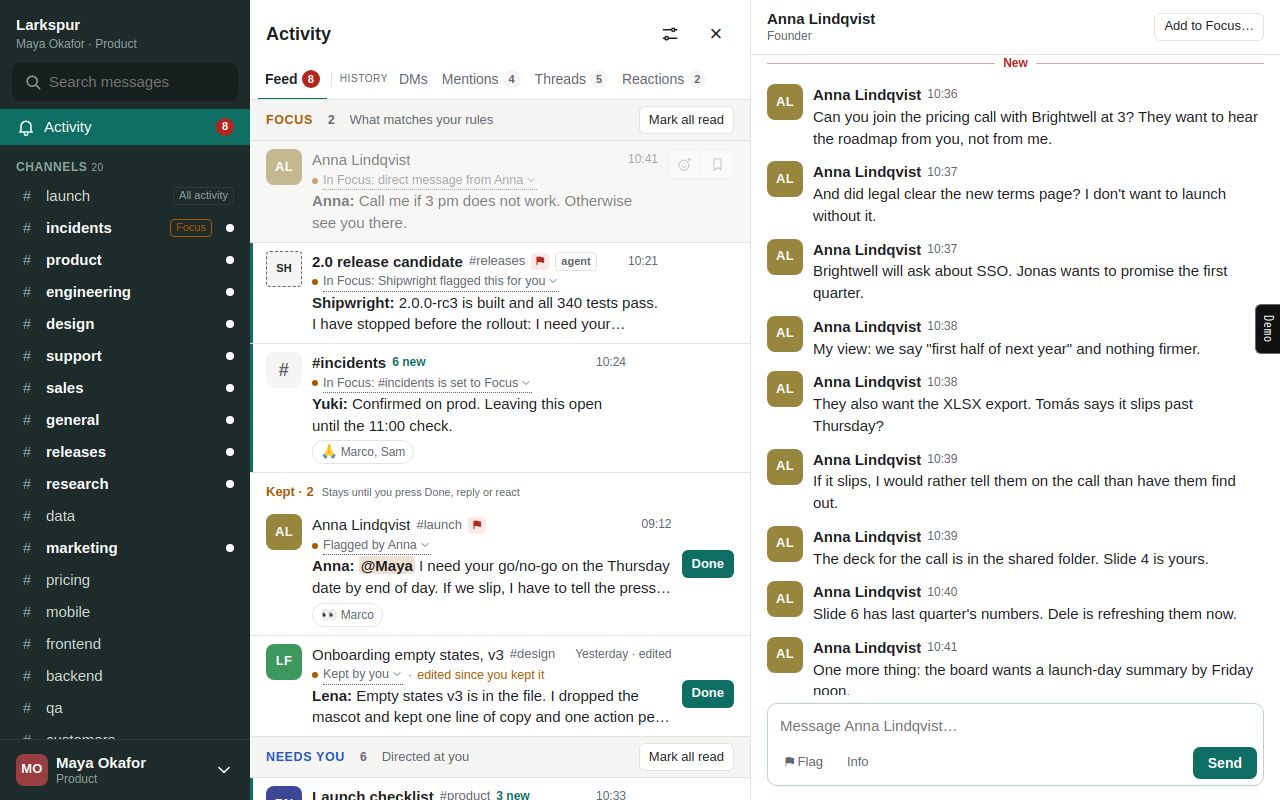 Larkspur
Maya Okafor · Product
Search messages
Activity
8
CHANNELS 20
# launch
All activity
# incidents
Focus
# product
# engineering
# design
# support
# sales
# general
# releases
# research
# data
# marketing
# pricing
# mobile
# frontend
# backend
# qa
# customers
MO
Maya Okafor
Product
Activity
Feed 8
HISTORY
DMs
Mentions 4
Threads 5
Reactions 2
FOCUS 2 What matches your rules
Mark all read
AL
Anna Lindqvist
10:41
In Focus: direct message from Anna
Anna: Call me if 3 pm does not work. Otherwise
see you there.
SH
2.0 release candidate #releases agent 10:21
In Focus: Shipwright flagged this for you
Shipwright: 2.0.0-rc3 is built and all 340 tests pass.
I have stopped before the rollout: I need your…
#
#incidents 6 new 10:24
In Focus: #incidents is set to Focus
Yuki: Confirmed on prod. Leaving this open
until the 11:00 check.
🙏 Marco, Sam
Kept · 2 Stays until you press Done, reply or react
AL
Anna Lindqvist #launch 09:12
Flagged by Anna
Anna: @Maya I need your go/no-go on the Thursday
date by end of day. If we slip, I have to tell the press…
Done
👀 Marco
LF
Onboarding empty states, v3 #design Yesterday · edited
Kept by you · edited since you kept it
Lena: Empty states v3 is in the file. I dropped the
mascot and kept one line of copy and one action pe…
Done
NEEDS YOU 6 Directed at you
Mark all read
Launch checklist #product 3 new 10:33
Anna Lindqvist
Founder
Add to Focus…
New
AL
Anna Lindqvist 10:36
Can you join the pricing call with Brightwell at 3? They want to hear
the roadmap from you, not from me.
AL
Anna Lindqvist 10:37
And did legal clear the new terms page? I don't want to launch
without it.
AL
Anna Lindqvist 10:37
Brightwell will ask about SSO. Jonas wants to promise the first
quarter.
AL
Anna Lindqvist 10:38
My view: we say "first half of next year" and nothing firmer.
AL
Anna Lindqvist 10:38
They also want the XLSX export. Tomás says it slips past
Thursday?
AL
Anna Lindqvist 10:39
If it slips, I would rather tell them on the call than have them find
out.
AL
Anna Lindqvist 10:39
The deck for the call is in the shared folder. Slide 4 is yours.
AL
Anna Lindqvist 10:40
Slide 6 has last quarter's numbers. Dele is refreshing them now.
AL
Anna Lindqvist 10:41
One more thing: the board wants a launch-day summary by Friday
noon.
Demo
Message Anna Lindqvist…
Flag
Info
Send